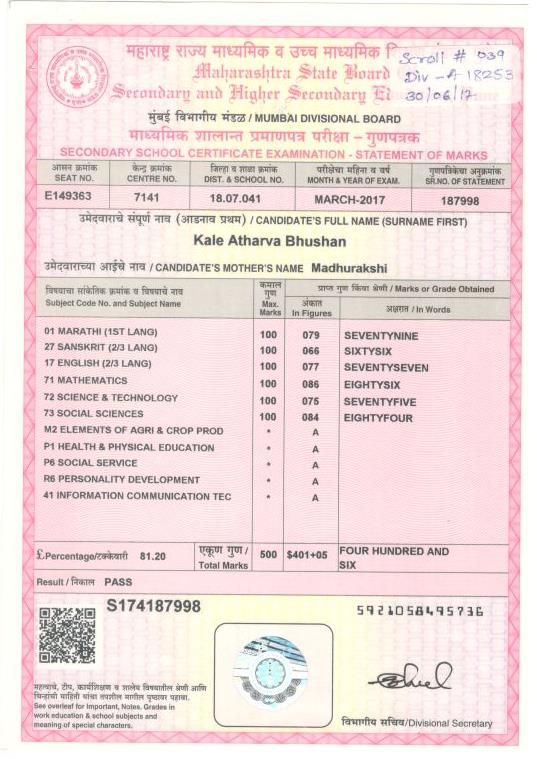 महाराष्ट्र राज्य माध्यमिक व उच्च माध्यमिक
Maharashtra State Board
Secondary and Higher Secondary
Scroll # 039
Div - A 18253
30/06/17
मुंबई विभागीय मंडळ / MUMBAI DIVISIONAL BOARD
माध्यमिक शालान्त प्रमाणपत्र परीक्षा – गुणपत्रक
SECONDARY SCHOOL CERTIFICATE EXAMINATION - STATEMENT OF MARKS
आसन क्रमांक केन्द्र क्रमांक जिल्हा व शाळा क्रमांक परीक्षेचा महिना व वर्ष गुणपत्रिकेचा अनुक्रमांक
SEAT NO. CENTRE NO. DIST. & SCHOOL NO. MONTH & YEAR OF EXAM. SR.NO. OF STATEMENT
E149363 7141 18.07.041 MARCH-2017 187998
उमेदवाराचे संपूर्ण नाव (आडनाव प्रथम) / CANDIDATE'S FULL NAME (SURNAME FIRST)
Kale Atharva Bhushan
उमेदवाराच्या आईचे नाव / CANDIDATE'S MOTHER'S NAME Madhurakshi
विषयाचा सांकेतिक क्रमांक व विषयाचे नाव
Subject Code No. and Subject Name
कमाल गुण Max. Marks
प्राप्त गुण किंवा श्रेणी / Marks or Grade Obtained
अंकात In Figures
अक्षरात / In Words
01 MARATHI (1ST LANG) 100 079 SEVENTYNINE
27 SANSKRIT (2/3 LANG) 100 066 SIXTYSIX
17 ENGLISH (2/3 LANG) 100 077 SEVENTYSEVEN
71 MATHEMATICS 100 086 EIGHTYSIX
72 SCIENCE & TECHNOLOGY 100 075 SEVENTYFIVE
73 SOCIAL SCIENCES 100 084 EIGHTYFOUR
M2 ELEMENTS OF AGRI & CROP PROD * A
P1 HEALTH & PHYSICAL EDUCATION * A
P6 SOCIAL SERVICE * A
R6 PERSONALITY DEVELOPMENT * A
41 INFORMATION COMMUNICATION TEC * A
£.Percentage/टक्केवारी 81.20 एकूण गुण / Total Marks 500 $401+05 FOUR HUNDRED AND
SIX
Result / निकाल PASS
S174187998
5921058495736
महत्वाचे, टीप, कार्यशिक्षण व शालेय विषयातील श्रेणी आणि
चिन्हांची माहिती यांचा तपशील मागील पृष्ठावर पहावा.
See overleaf for Important, Notes, Grades in
work education & school subjects and
meaning of special characters.
विभागीय सचिव/Divisional Secretary